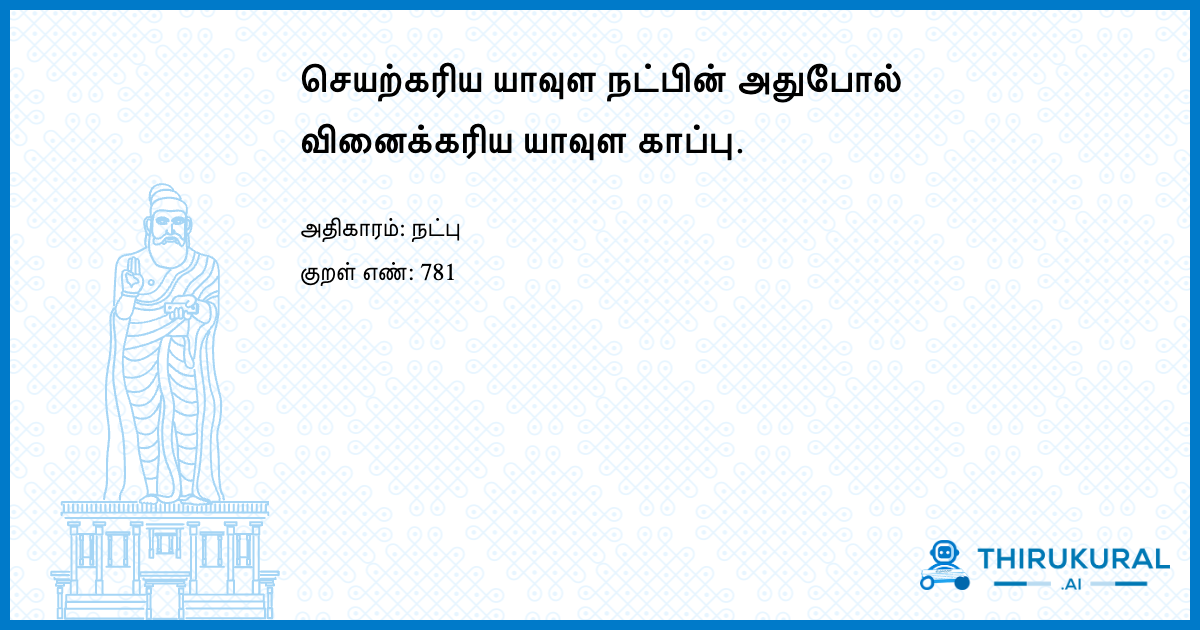 செயற்கரிய யாவுள நட்பின் அதுபோல்
வினைக்கரிய யாவுள காப்பு.
அதிகாரம்: நட்பு
குறள் எண்: 781
THIRUKURAL
.AI